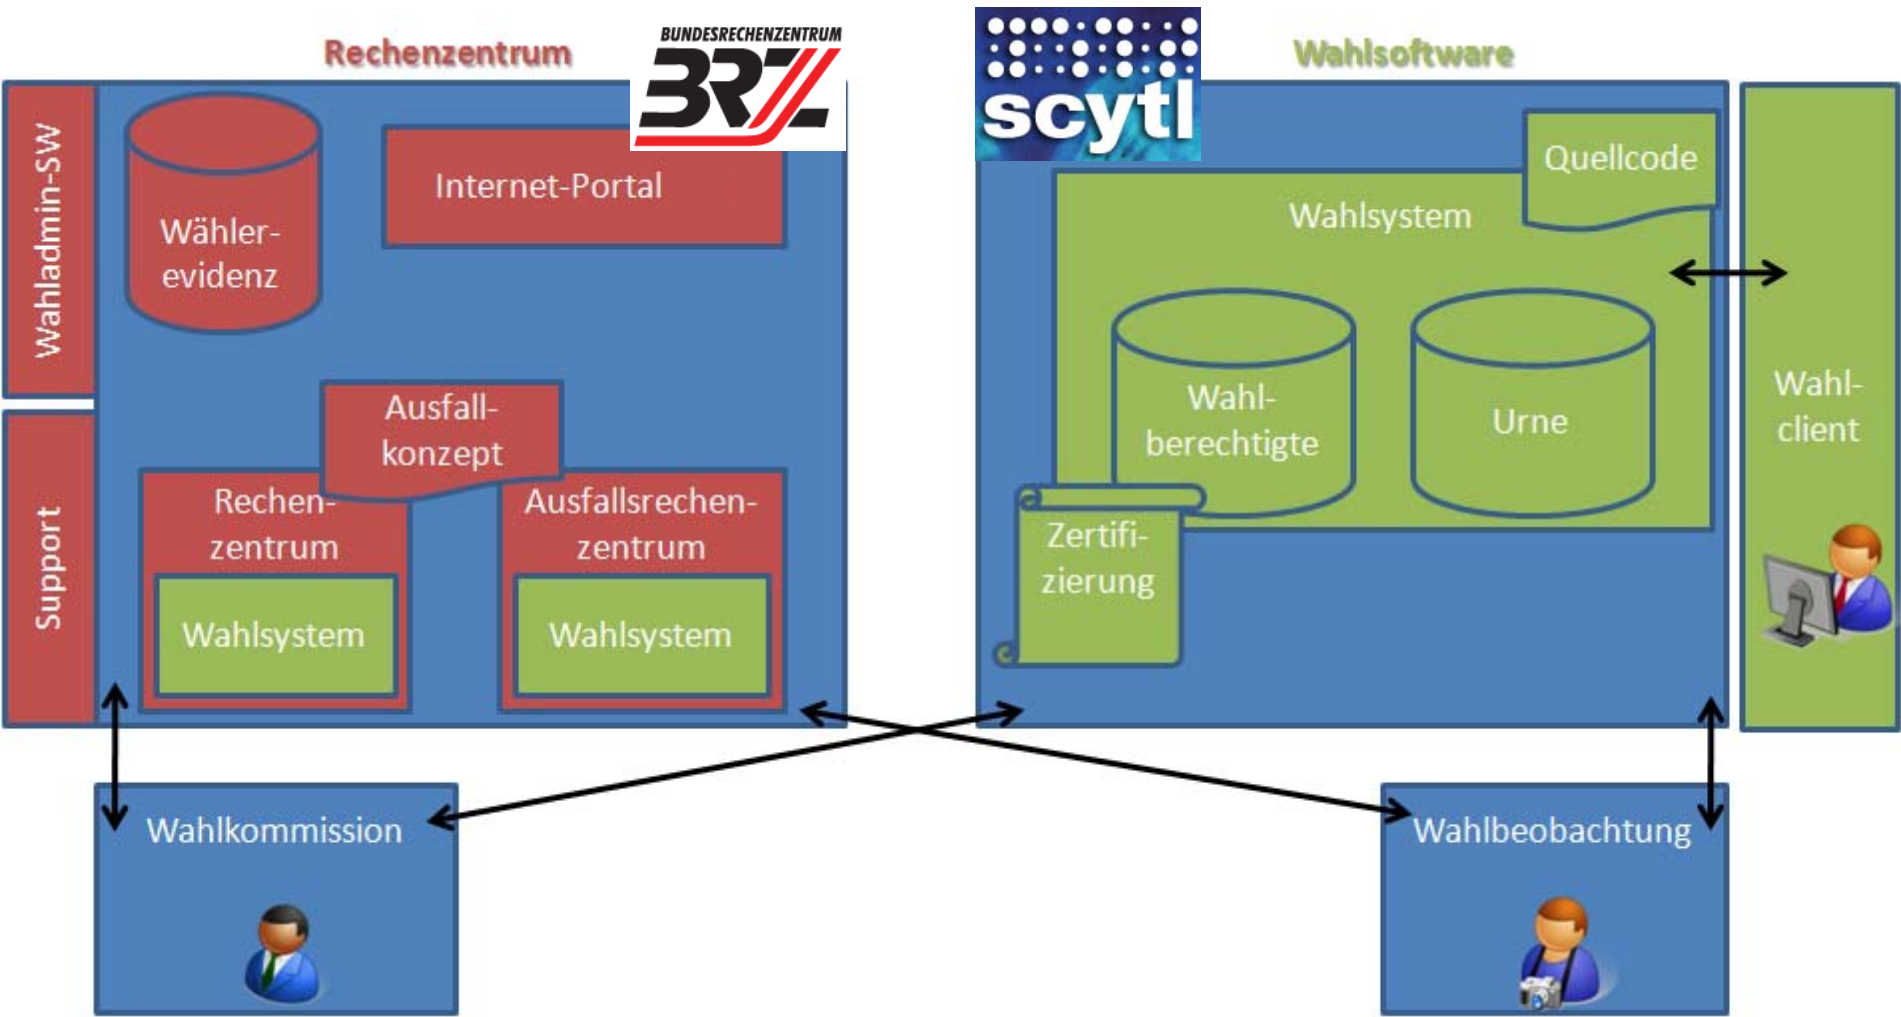 Rechenzentrum
BUNDESRECHENZENTRUM
BRZ
Wahladmin-SW
Support
Wähler-
evidenz
Internet-Portal
Ausfall-
konzept
Rechen-
zentrum
Wahlsystem
Ausfallsrechen-
zentrum
Wahlsystem
scytl
Wahlsoftware
Quellcode
Wahlsystem
Wahl-
berechtigte
Urne
Zertifi-
zierung
Wahl-
client
Wahlkommission
Wahlbeobachtung